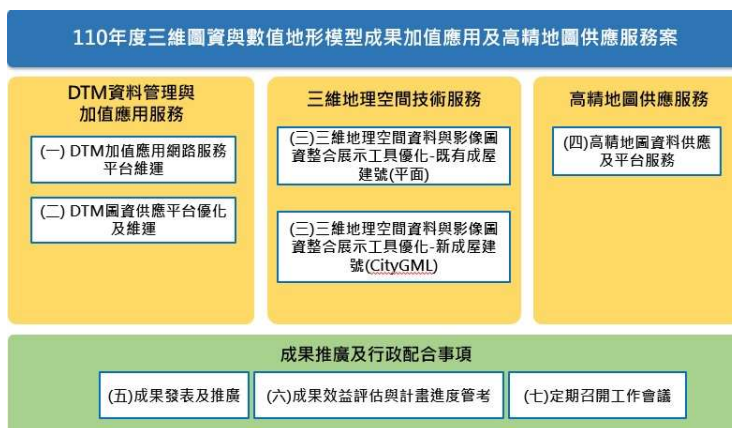 110年度三維圖資與數值地形模型成果加值應用及高精地圖供應服務案
DTM資料管理與
加值應用服務
(一) DTM加值應用網路服務
平台維運
(二) DTM圖資供應平台優化
及維運
三維地理空間技術服務
(三)三維地理空間資料與影像圖
資整合展示工具優化-既有成屋
建號(平面)
(三)三維地理空間資料與影像圖
資整合展示工具優化-新成屋建
號(CityGML)
高精地圖供應服務
(四)高精地圖資料供應
及平台服務
成果推廣及行政配合事項
(五)成果發表及推廣
(六)成果效益評估與計畫進度管考
(七)定期召開工作會議